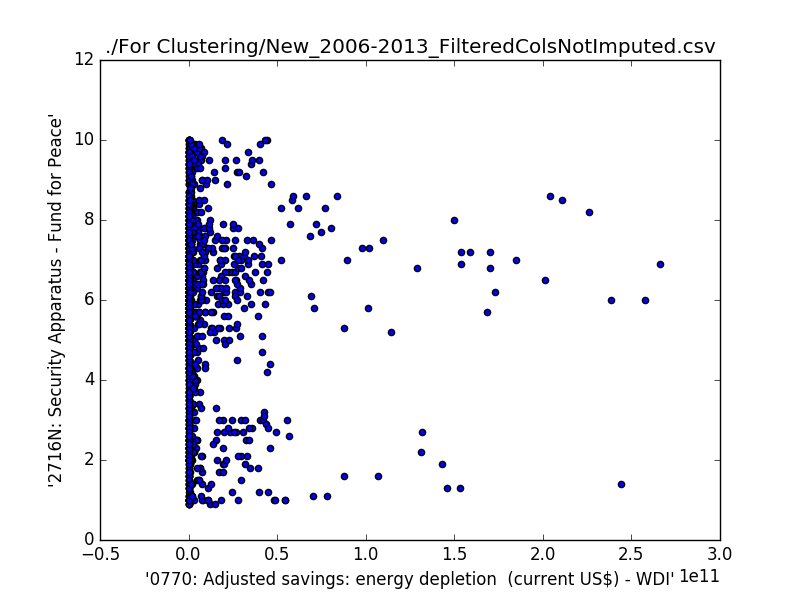 ./For Clustering/New_2006-2013_FilteredColsNotImputed.csv
'2716N: Security Apparatus - Fund for Peace'
12
10
8
6
4
2
0
−0.5 0.0 0.5 1.0 1.5 2.0 2.5 3.0
1e11
'0770: Adjusted savings: energy depletion  (current US$) - WDI'